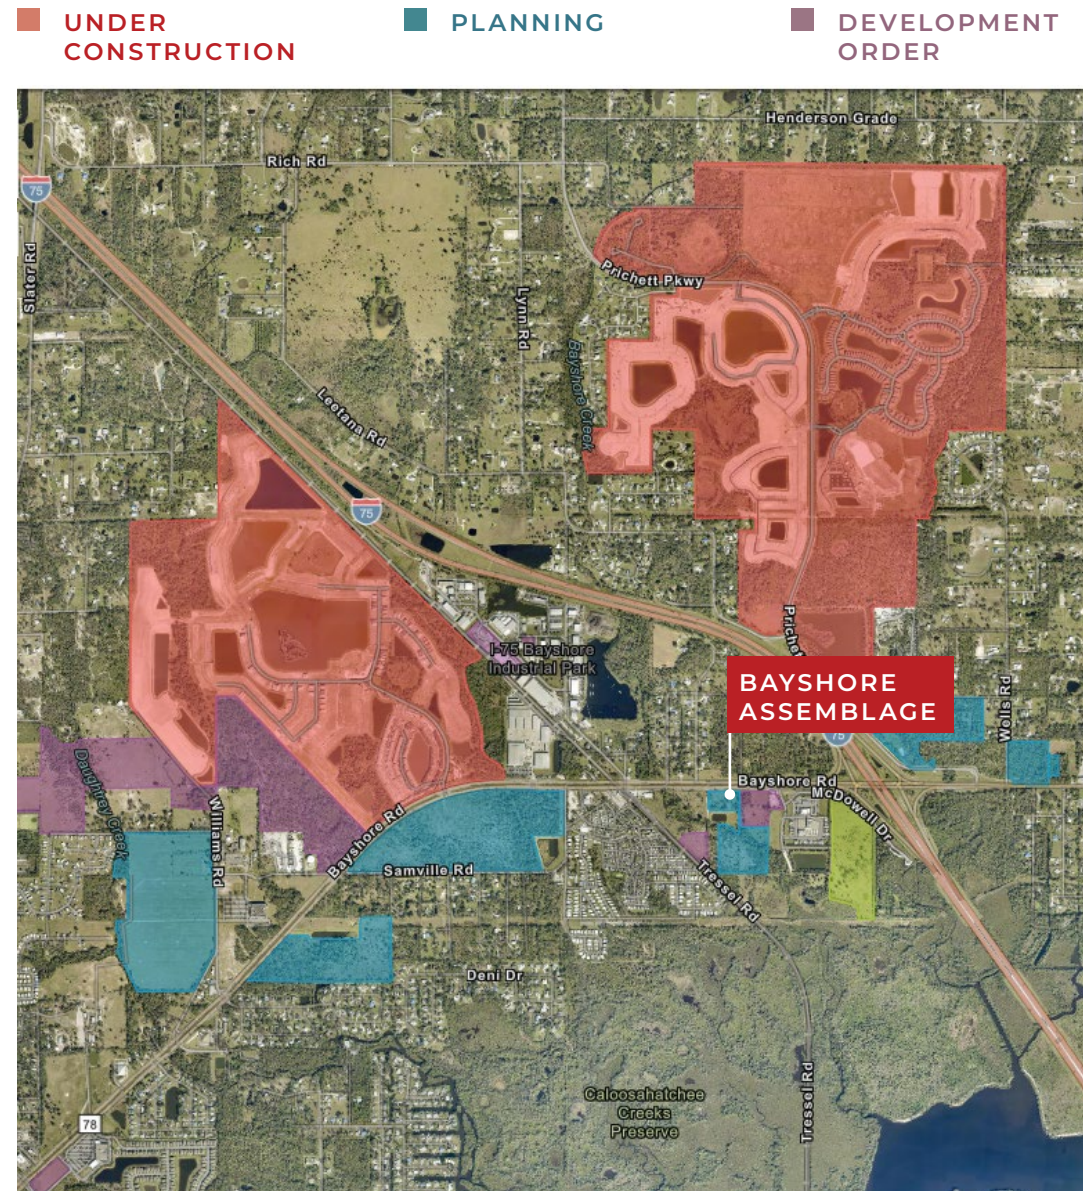 UNDER
CONSTRUCTION
PLANNING
DEVELOPMENT
ORDER
Henderson Grade
Rich Rd
75
Slater Rd
Prichett Pkwy
Lynn Rd
Bayshore Creek
Leetana Rd
75
I-75 Bayshore
Industrial Park
BAYSHORE
ASSEMBLAGE
75
Wells Rd
Bayshore Rd
McDowell Dr
Daughtrey Creek
Williams Rd
Bayshore Rd
Samville Rd
Tressel Rd
Deni Dr
Caloosahatchee
Creeks
Preserve
Tressel Rd
78